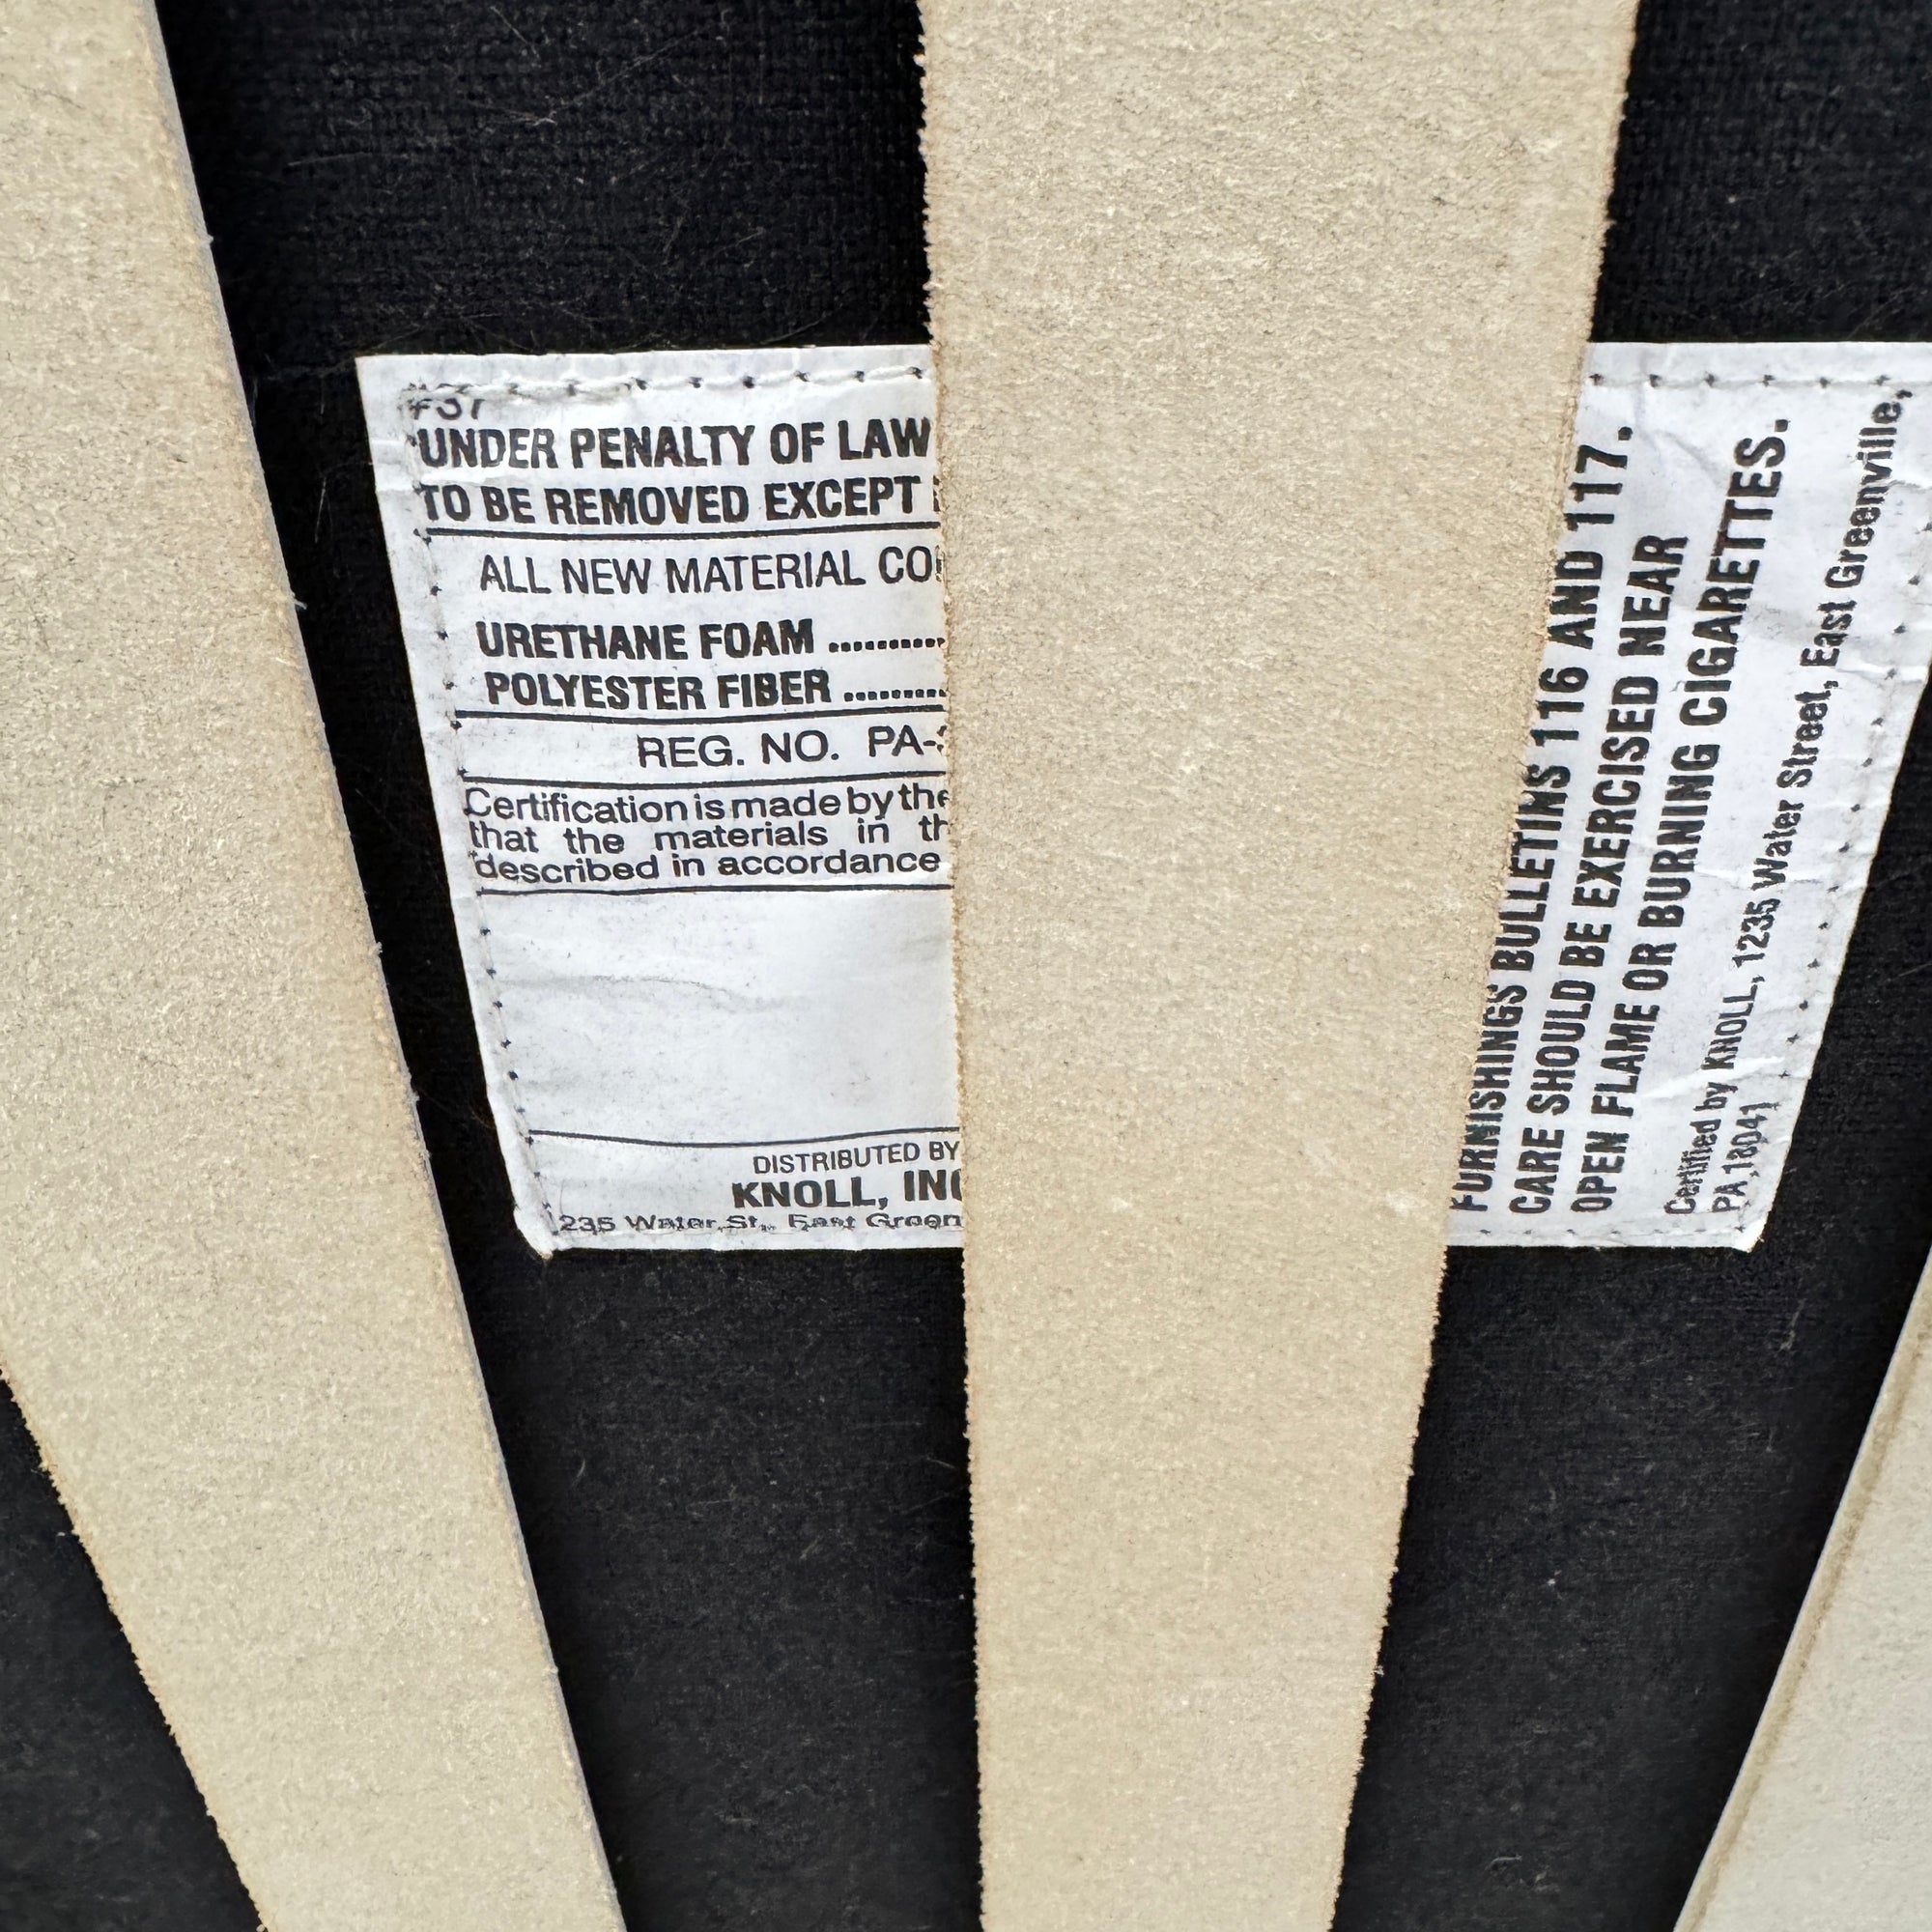 #37
UNDER PENALTY OF LAW
TO BE REMOVED EXCEPT
ALL NEW MATERIAL CO
URETHANE FOAM ..........
POLYESTER FIBER .........
REG. NO. PA-
Certification is made by the
that the materials in th
described in accordance
DISTRIBUTED BY
KNOLL, INC
1235 Water St., East Green
FURNISHINGS BULLETINS 116 AND 117.
CARE SHOULD BE EXERCISED NEAR
OPEN FLAME OR BURNING CIGARETTES.
Certified by KNOLL, 1235 Water Street, East Greenville,
PA 18041